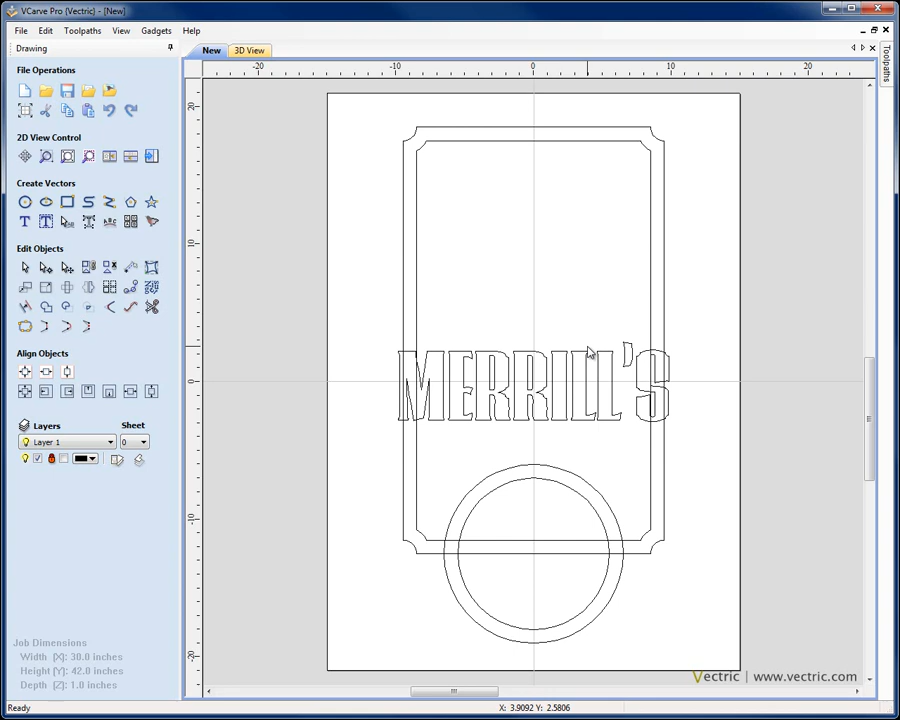 VCarve Pro (Vectric) - [New]
File Edit Toolpaths View Gadgets Help
Drawing
New
3D View
Toolpaths
File Operations
2D View Control
Create Vectors
Edit Objects
Align Objects
Layers
Sheet
Layer 1
0
-20 -10 0 10 20
20
10
0
-10
-20
MERRILL'S
Job Dimensions
Width [X]: 30.0 inches
Height [Y]: 42.0 inches
Depth [Z]: 1.0 inches
Vectric | www.vectric.com
Ready
X: 3.9092 Y: 2.5806